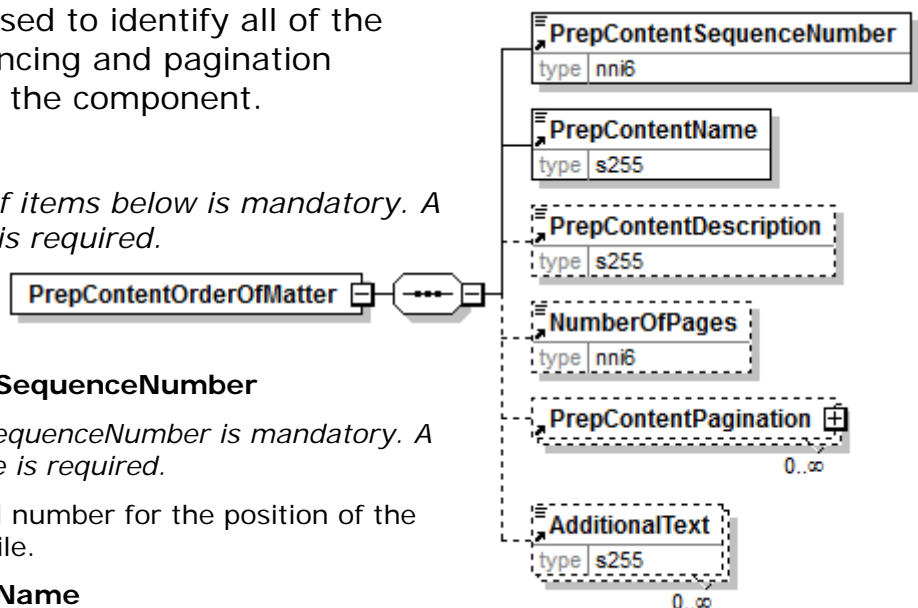 sed to identify all of the
ncing and pagination
the component.
f items below is mandatory. A
is required.
SequenceNumber
equenceNumber is mandatory. A
e is required.
l number for the position of the
ile.
Name
PrepContentOrderOfMatter
PrepContentSequenceNumber
type nni6
PrepContentName
type s255
PrepContentDescription
type s255
NumberOfPages
type nni6
PrepContentPagination
0..∞
AdditionalText
type s255
0..∞